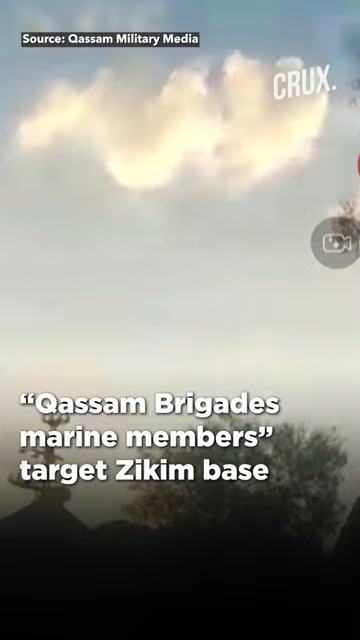 Source: Qassam Military Media
CRUX.
“Qassam Brigades
marine members”
target Zikim base